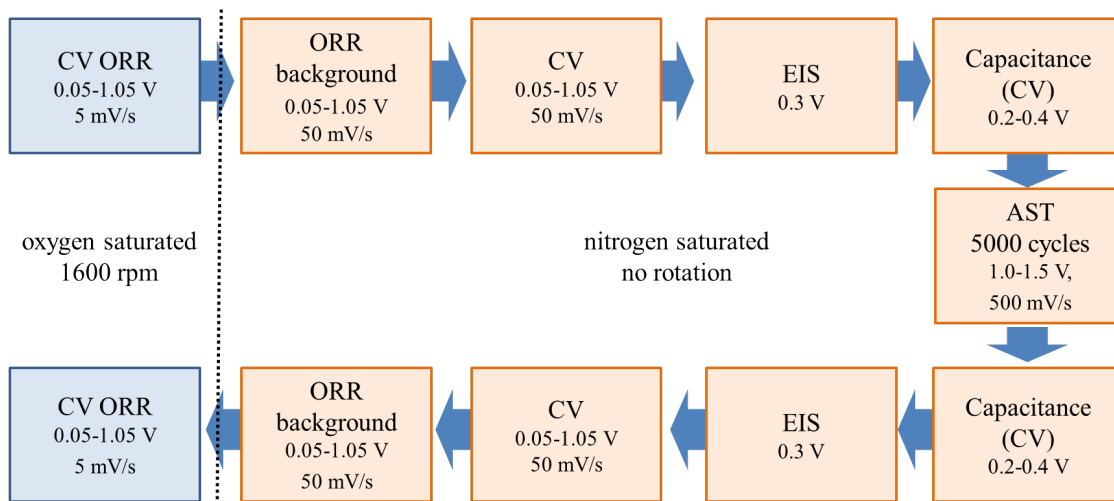 CV ORR
0.05-1.05 V
5 mV/s
ORR
background
0.05-1.05 V
50 mV/s
CV
0.05-1.05 V
50 mV/s
EIS
0.3 V
Capacitance
(CV)
0.2-0.4 V
oxygen saturated
1600 rpm
nitrogen saturated
no rotation
AST
5000 cycles
1.0-1.5 V,
500 mV/s
CV ORR
0.05-1.05 V
5 mV/s
ORR
background
0.05-1.05 V
50 mV/s
CV
0.05-1.05 V
50 mV/s
EIS
0.3 V
Capacitance
(CV)
0.2-0.4 V